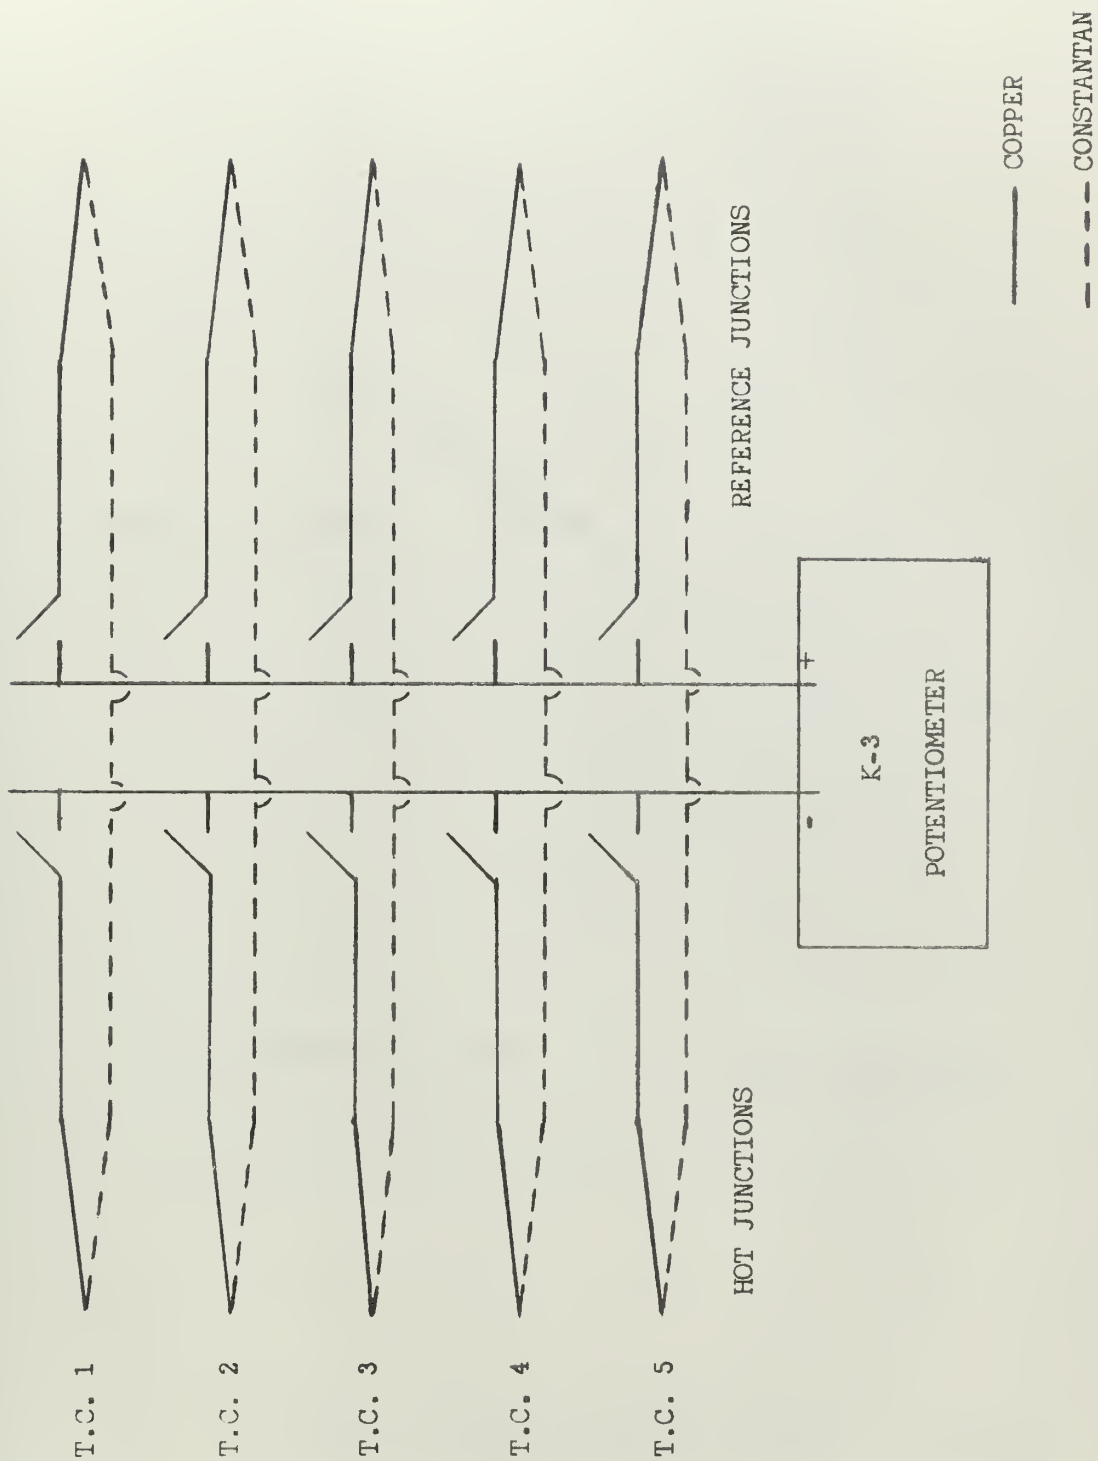 T.C. 1
T.C. 2
T.C. 3
T.C. 4
T.C. 5
HOT JUNCTIONS
REFERENCE JUNCTIONS
-
+
K-3
POTENTIOMETER
COPPER
CONSTANTAN